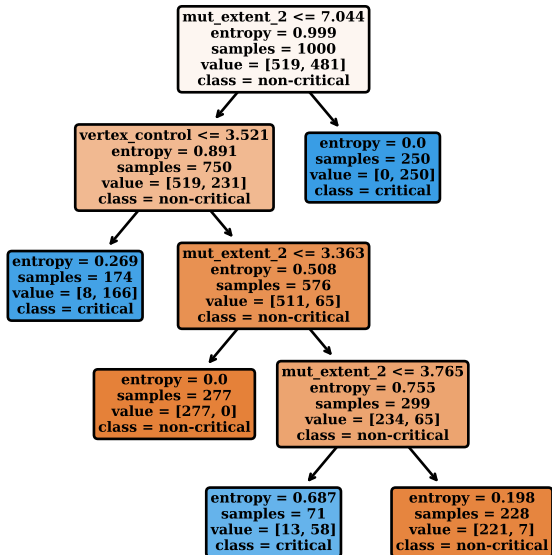 mut_extent_2 <= 7.044
entropy = 0.999
samples = 1000
value = [519, 481]
class = non-critical
vertex_control <= 3.521
entropy = 0.891
samples = 750
value = [519, 231]
class = non-critical
entropy = 0.0
samples = 250
value = [0, 250]
class = critical
entropy = 0.269
samples = 174
value = [8, 166]
class = critical
mut_extent_2 <= 3.363
entropy = 0.508
samples = 576
value = [511, 65]
class = non-critical
entropy = 0.0
samples = 277
value = [277, 0]
class = non-critical
mut_extent_2 <= 3.765
entropy = 0.755
samples = 299
value = [234, 65]
class = non-critical
entropy = 0.687
samples = 71
value = [13, 58]
class = critical
entropy = 0.198
samples = 228
value = [221, 7]
class = non-critical